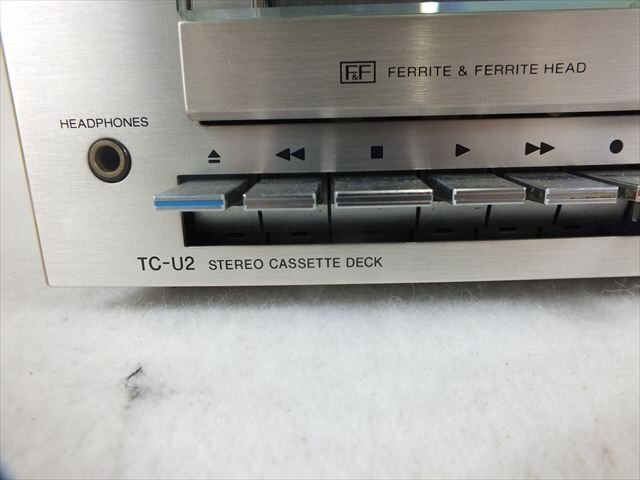 F&F FERRITE & FERRITE HEAD
HEADPHONES
TC-U2 STEREO CASSETTE DECK